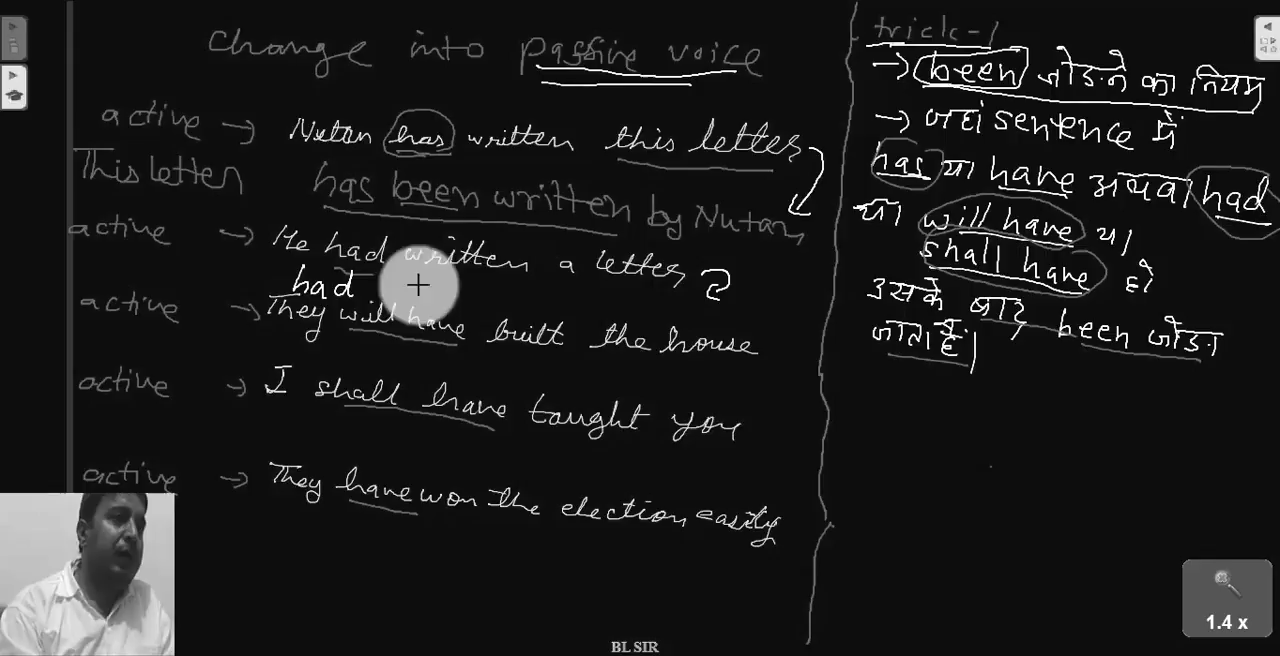 change into passive voice
active → Nutan has written this letter
This letter has been written by Nutan
active → He had written a letter
had
active → They will have built the house
active → I shall have taught you
active → They have won the election easily
trick-1
→ been जोडने का नियम
→ जहां sentence में
has या have अथवा had
या will have या
shall have हो
उसके बाद been जोडा
जाता है।
BL SIR
1.4 x